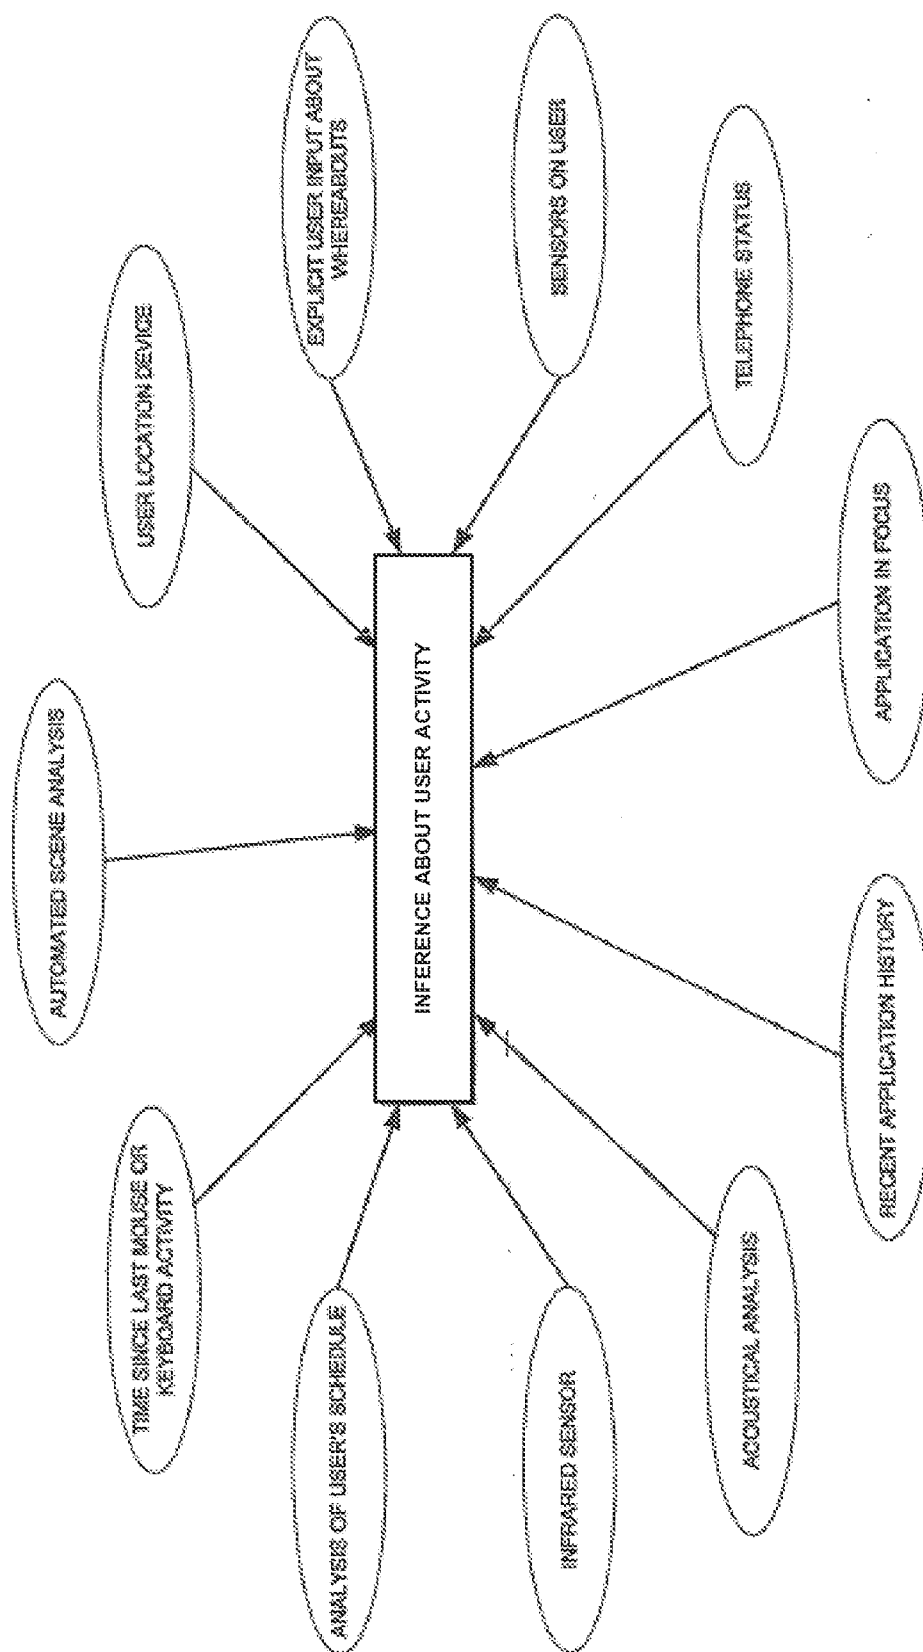 AUTOMATED SCENE ANALYSIS
TIME SINCE LAST MOUSE OR
KEYBOARD ACTIVITY
USER LOCATION DEVICE
ANALYSIS OF USER'S SCHEDULE
EXPLICIT USER INPUT ABOUT
WHEREABOUTS
INFERENCE ABOUT USER ACTIVITY
INFRARED SENSOR
SENSORS ON USER
ACOUSTICAL ANALYSIS
TELEPHONE STATUS
RECENT APPLICATION HISTORY
APPLICATION IN FOCUS